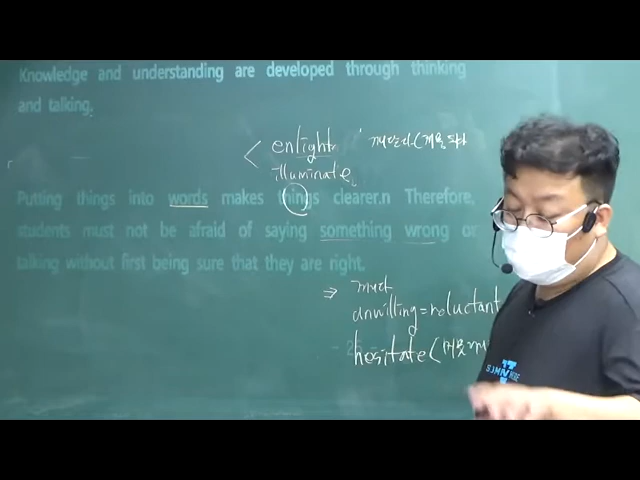 Knowledge and understanding are developed through thinking
and talking.
enlight
illuminate
Putting things into words makes things clearer.n Therefore,
students must not be afraid of saying something wrong or
talking without first being sure that they are right.
⇒ must
unwilling=reluctant
hesitate(